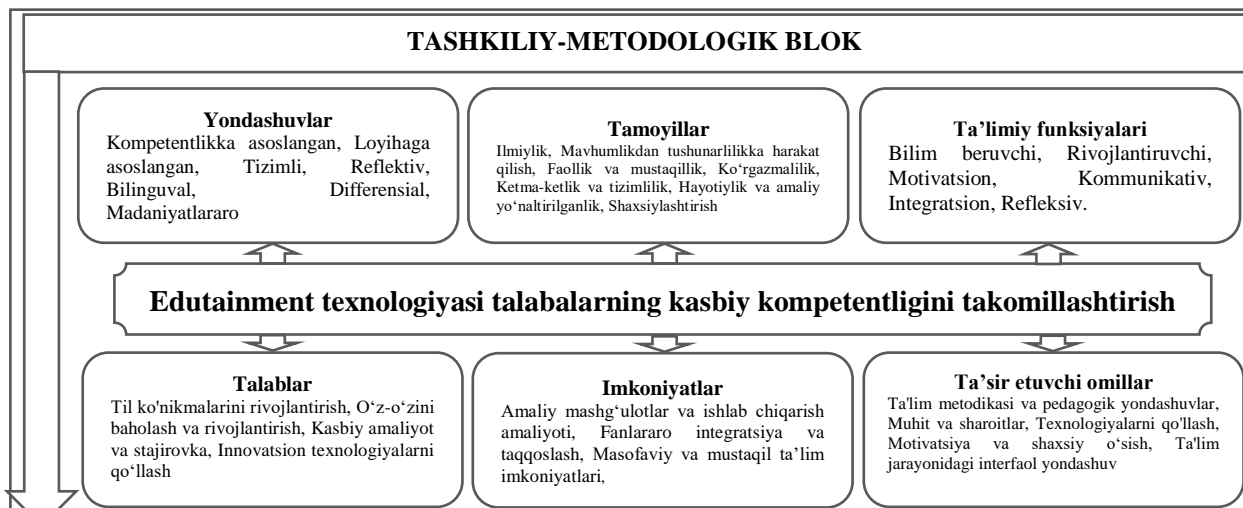 TASHKILIY-METODOLOGIK BLOK
Yondashuvlar
Kompetentlikka asoslangan, Loyihaga
asoslangan, Tizimli, Reflektiv,
Bilinguval, Differensial,
Madaniyatlararo
Tamoyillar
Ilmiylik, Mavhumlikdan tushunarlilikka harakat
qilish, Faollik va mustaqillik, Ko‘rgazmalilik,
Ketma-ketlik va tizimlilik, Hayotiylik va amaliy
yo‘naltirilganlik, Shaxsiylashtirish
Ta’limiy funksiyalari
Bilim beruvchi, Rivojlantiruvchi,
Motivatsion, Kommunikativ,
Integratsion, Refleksiv.
Edutainment texnologiyasi talabalarning kasbiy kompetentligini takomillashtirish
Talablar
Til ko'nikmalarini rivojlantirish, O‘z-o‘zini
baholash va rivojlantirish, Kasbiy amaliyot
va stajirovka, Innovatsion texnologiyalarni
qo‘llash
Imkoniyatlar
Amaliy mashg‘ulotlar va ishlab chiqarish
amaliyoti, Fanlararo integratsiya va
taqqoslash, Masofaviy va mustaqil ta’lim
imkoniyatlari,
Ta’sir etuvchi omillar
Ta'lim metodikasi va pedagogik yondashuvlar,
Muhit va sharoitlar, Texnologiyalarni qo'llash,
Motivatsiya va shaxsiy o‘sish, Ta'lim
jarayonidagi interfaol yondashuv